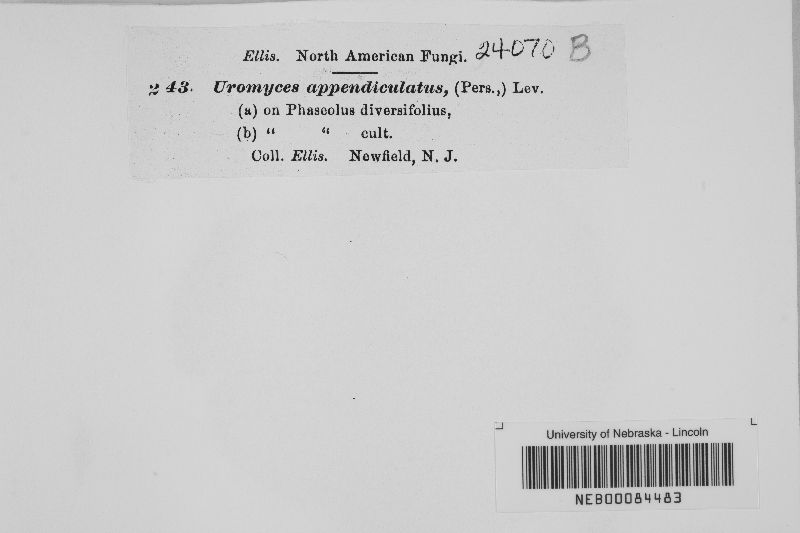 Ellis. North American Fungi. 24070 B
243. Uromyces appendiculatus, (Pers.,) Lev.
(a) on Phaseolus diversifolius,
(b) " " cult.
Coll. Ellis. Newfield, N. J.
University of Nebraska - Lincoln
NEB00084483